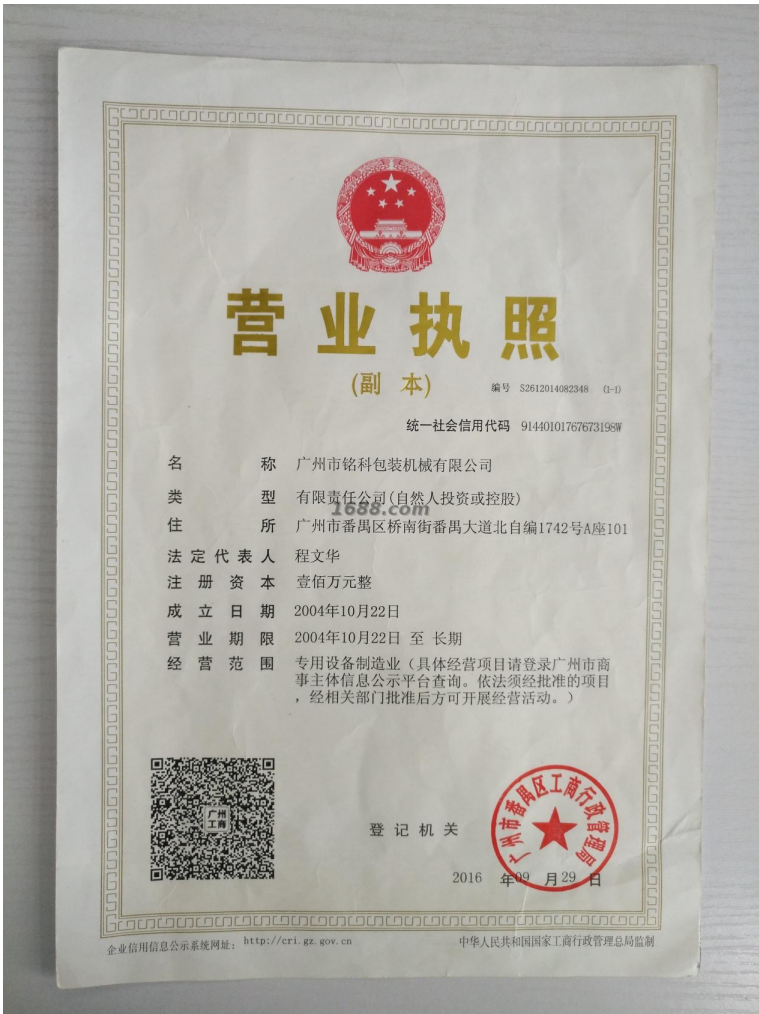 营业执照
(副 本)
编号 S2612014082348 (1-1)
统一社会信用代码 91440101767673198W
名称 广州市铭科包装机械有限公司
类型 有限责任公司(自然人投资或控股)
1688.com
住所 广州市番禺区桥南街番禺大道北自编1742号A座101
法定代表人 程文华
注册资本 壹佰万元整
成立日期 2004年10月22日
营业期限 2004年10月22日 至 长期
经营范围 专用设备制造业（具体经营项目请登录广州市商
事主体信息公示平台查询。依法须经批准的项目
，经相关部门批准后方可开展经营活动。）
广州
工商
登记机关
广州市番禺区工商行政管理局
2016 年09 月29 日
企业信用信息公示系统网址： http://cri.gz.gov.cn
中华人民共和国国家工商行政管理总局监制